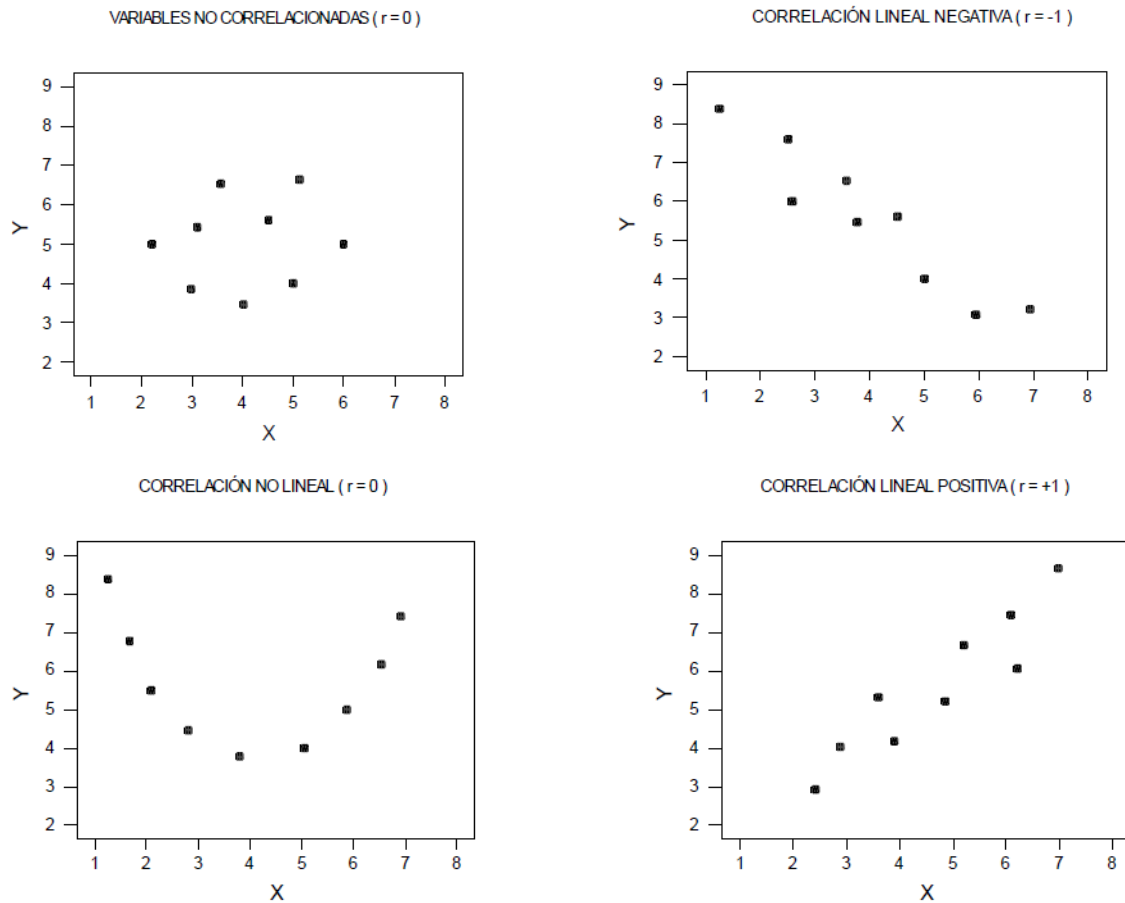 VARIABLES NO CORRELACIONADAS ( r = 0 )
9
8
7
6
5
4
3
2
Y
1 2 3 4 5 6 7 8
X
CORRELACIÓN LINEAL NEGATIVA ( r = -1 )
9
8
7
6
5
4
3
2
Y
1 2 3 4 5 6 7 8
X
CORRELACIÓN NO LINEAL ( r = 0 )
9
8
7
6
5
4
3
2
Y
1 2 3 4 5 6 7 8
X
CORRELACIÓN LINEAL POSITIVA ( r = +1 )
9
8
7
6
5
4
3
2
Y
1 2 3 4 5 6 7 8
X